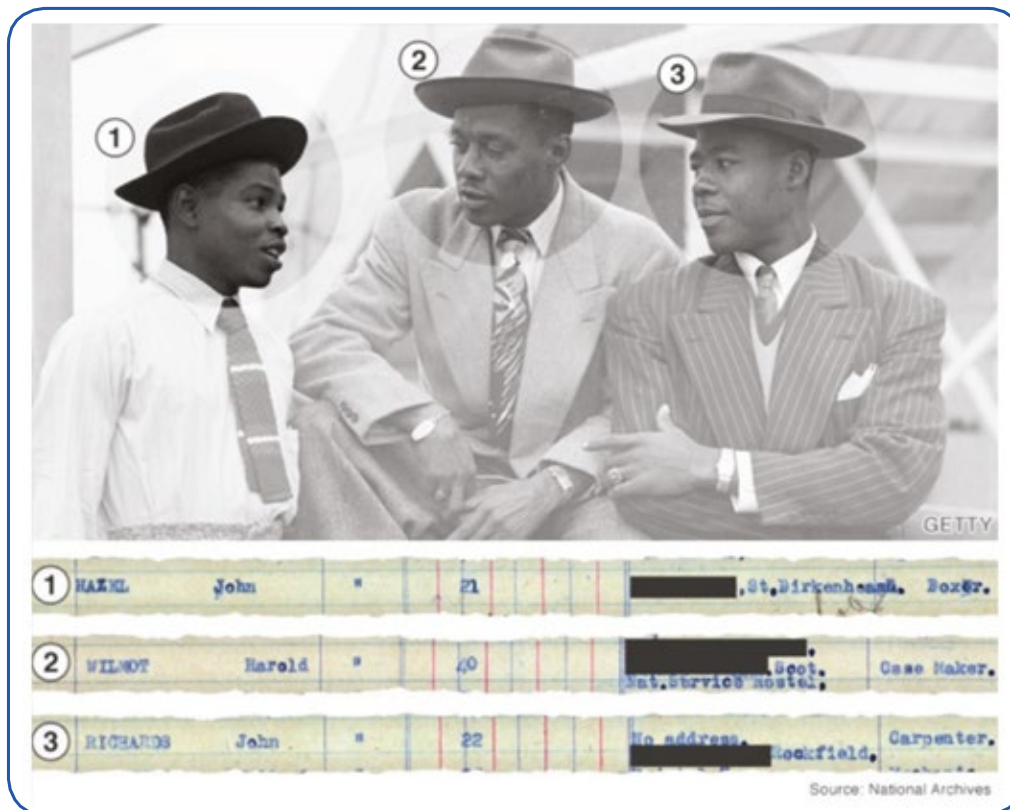 1
2
3
GETTY
1 HAZEL John " 21 ,St,Birkenhead. Boxer.
2 WILMOT Harold " 40 , Scot. Case Maker.
Nat.Service Hostel,
3 RICHARDS John " 22 No address. Carpenter.
Rockfield,
Source: National Archives